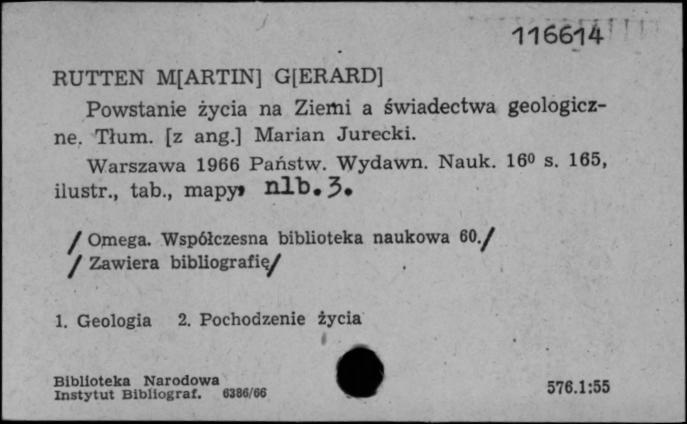 116614
RUTTEN M[ARTIN] G[ERARD]
Powstanie życia na Ziemi a świadectwa geologicz-
ne. Tłum. [z ang.] Marian Jurecki.
Warszawa 1966 Państw. Wydawn. Nauk. 16⁰ s. 165,
ilustr., tab., mapy, nlb. 3.
/ Omega. Współczesna biblioteka naukowa 60./
/ Zawiera bibliografię/
1. Geologia 2. Pochodzenie życia
Biblioteka Narodowa
Instytut Bibliograf. 6386/66
576.1:55